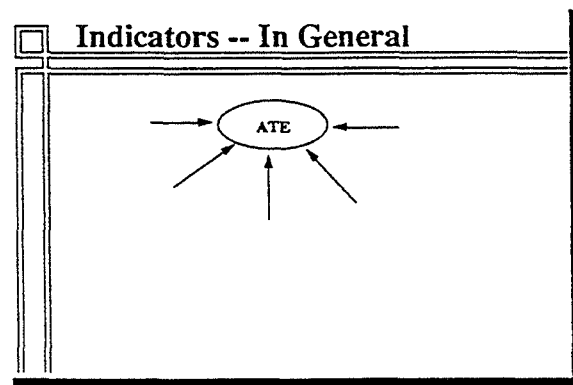 Indicators -- In General
ATE